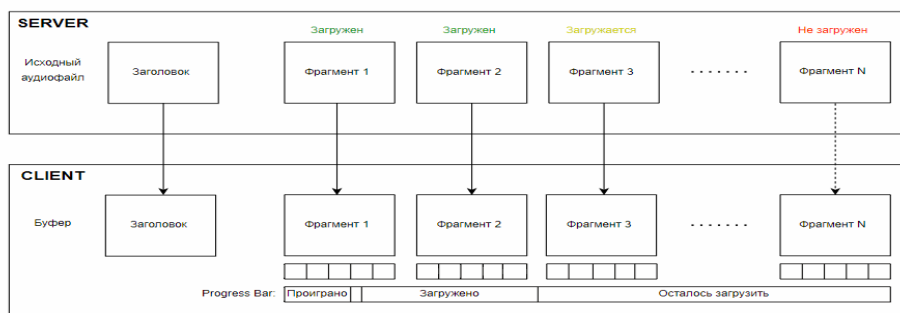 SERVER
Загружен
Загружен
Загружается
Не загружен
Исходный
аудиофайл
Заголовок
Фрагмент 1
Фрагмент 2
Фрагмент 3
.......
Фрагмент N
CLIENT
Буфер
Заголовок
Фрагмент 1
Фрагмент 2
Фрагмент 3
.......
Фрагмент N
Progress Bar:
Проиграно
Загружено
Осталось загрузить